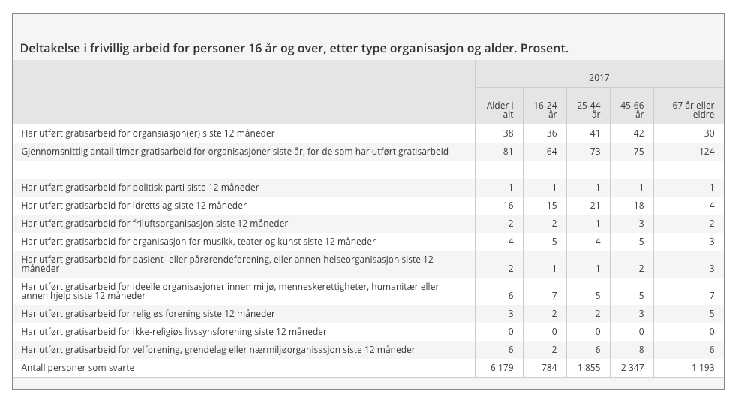 Deltakelse i frivillig arbeid for personer 16 år og over, etter type organisasjon og alder. Prosent.
2017
Alder i alt 16-24 år 25-44 år 45-66 år 67 år eller eldre
Har utført gratisarbeid for organsiasjon(er) siste 12 måneder 38 36 41 42 30
Gjennomsnittlig antall timer gratisarbeid for organisasjoner siste år, for de som har utført gratisarbeid 81 64 73 75 124
Har utført gratisarbeid for politisk parti siste 12 måneder 1 1 1 1 1
Har utført gratisarbeid for idrettslag siste 12 måneder 16 15 21 18 4
Har utført gratisarbeid for friluftsorganisasjon siste 12 måneder 2 2 1 3 2
Har utført gratisarbeid for organisasjon for musikk, teater og kunst siste 12 måneder 4 5 4 5 3
Har utført gratisarbeid for pasient- eller pårørendeforening, eller annen helseorganisasjon siste 12
måneder 2 1 1 2 3
Har utført gratisarbeid for ideelle organisasjoner innen miljø, menneskerettigheter, humanitær eller
annen hjelp siste 12 måneder 6 7 5 5 7
Har utført gratisarbeid for religiøs forening siste 12 måneder 3 2 2 3 5
Har utført gratisarbeid for ikke-religiøs livssynsforening siste 12 måneder 0 0 0 0 0
Har utført gratisarbeid for velforening, grendelag eller nærmiljøorganisasjon siste 12 måneder 6 2 6 8 6
Antall personer som svarte 6 179 784 1 855 2 347 1 193